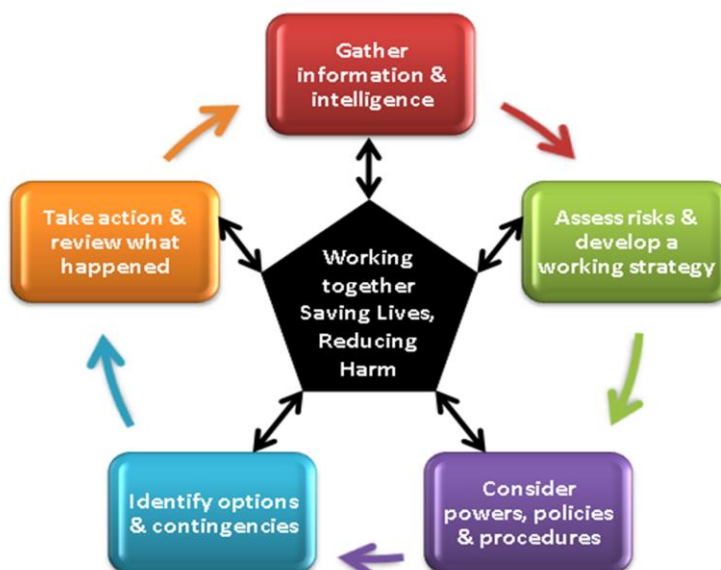 Gather
information &
intelligence
Take action &
review what
happened
Working
together
Saving Lives,
Reducing
Harm
Assess risks &
develop a
working strategy
Identify options
& contingencies
Consider
powers, policies
& procedures